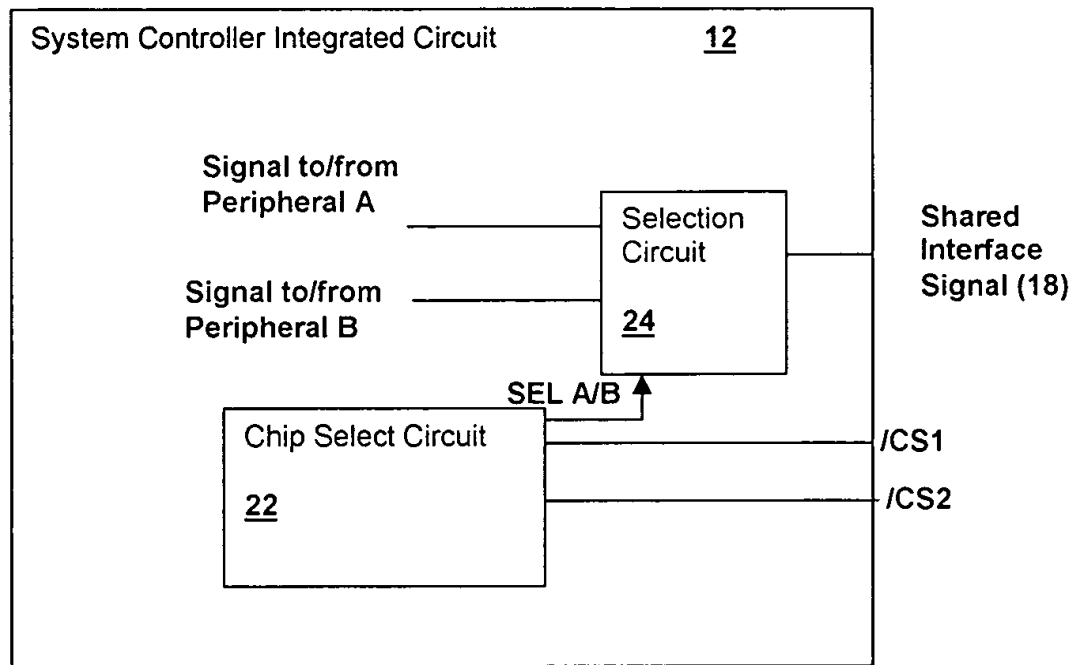 System Controller Integrated Circuit 12
Signal to/from
Peripheral A
Selection
Circuit
24
Shared
Interface
Signal (18)
Signal to/from
Peripheral B
SEL A/B
Chip Select Circuit
22
/CS1
/CS2